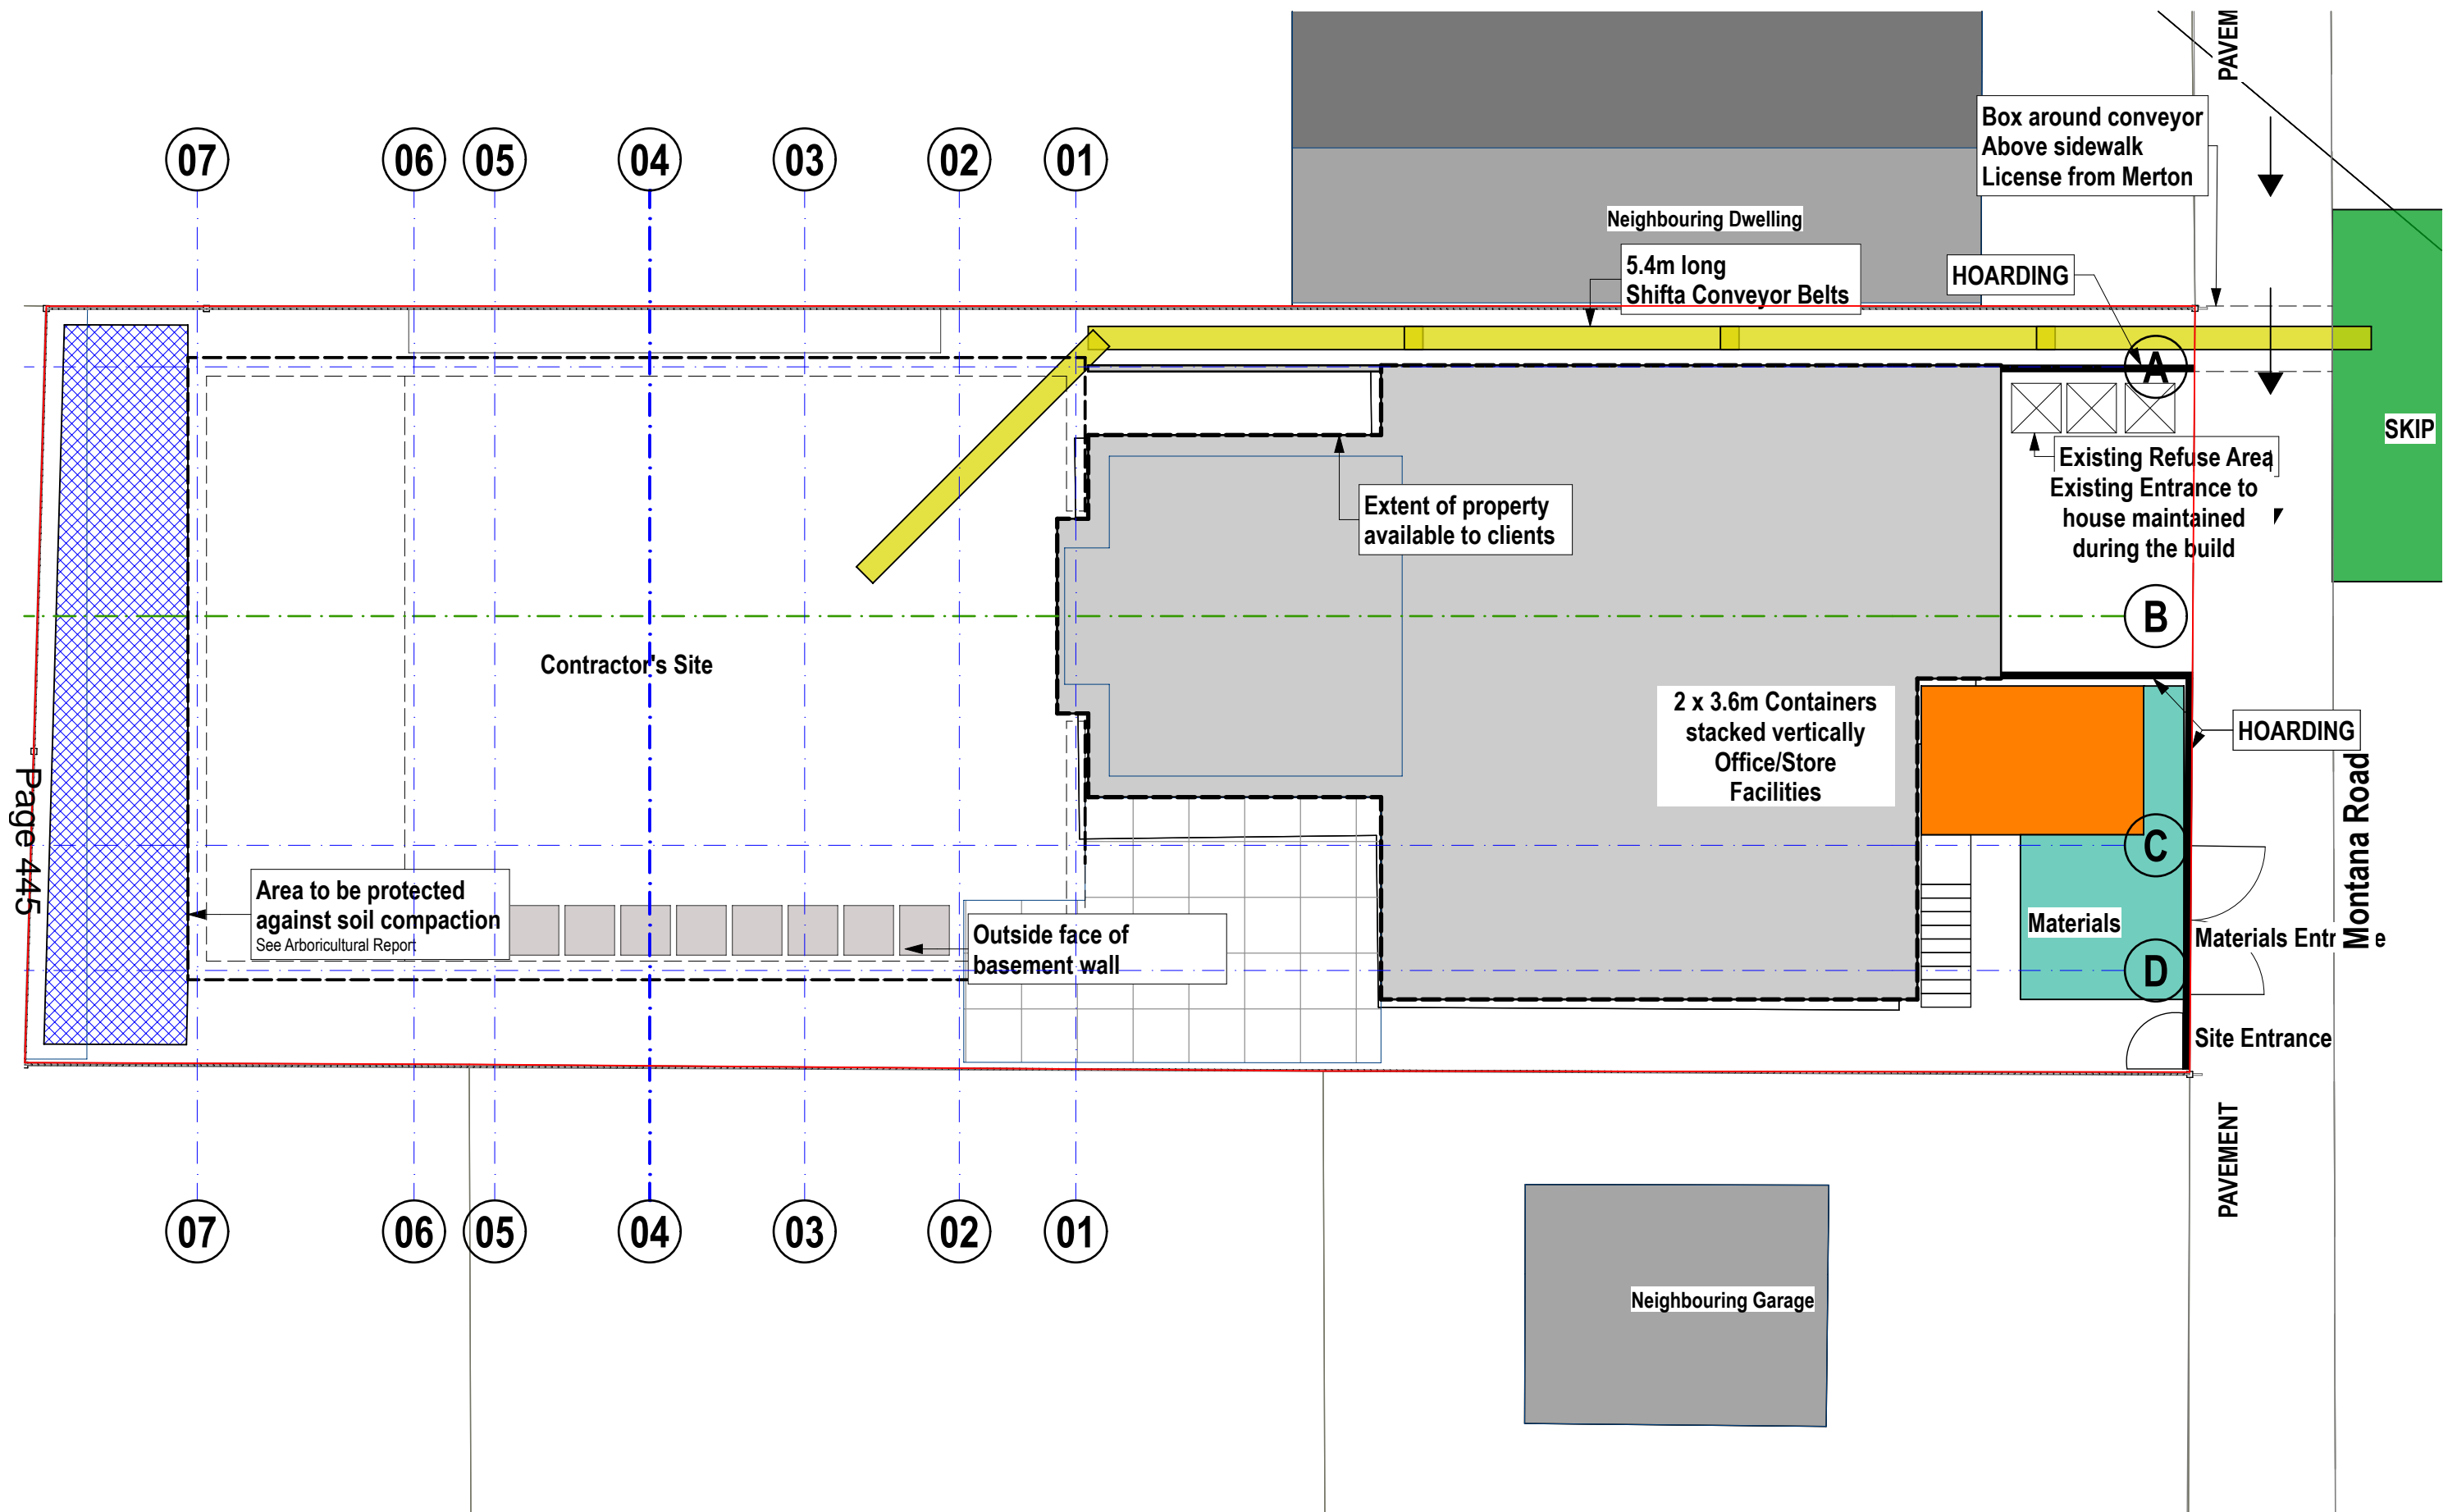 PAVEM
Box around conveyor
Above sidewalk
License from Merton
07
06
05
04
03
02
01
Neighbouring Dwelling
5.4m long
Shifta Conveyor Belts
HOARDING
A
SKIP
Existing Refuse Area
Existing Entrance to
house maintained
during the build
Extent of property
available to clients
B
Contractor's Site
2 x 3.6m Containers
stacked vertically
Office/Store
Facilities
HOARDING
Montana Road
Page 445
C
Area to be protected
against soil compaction
See Arboricultural Report
Outside face of
basement wall
Materials
Materials Entr e
D
Site Entrance
PAVEMENT
07
06
05
04
03
02
01
Neighbouring Garage